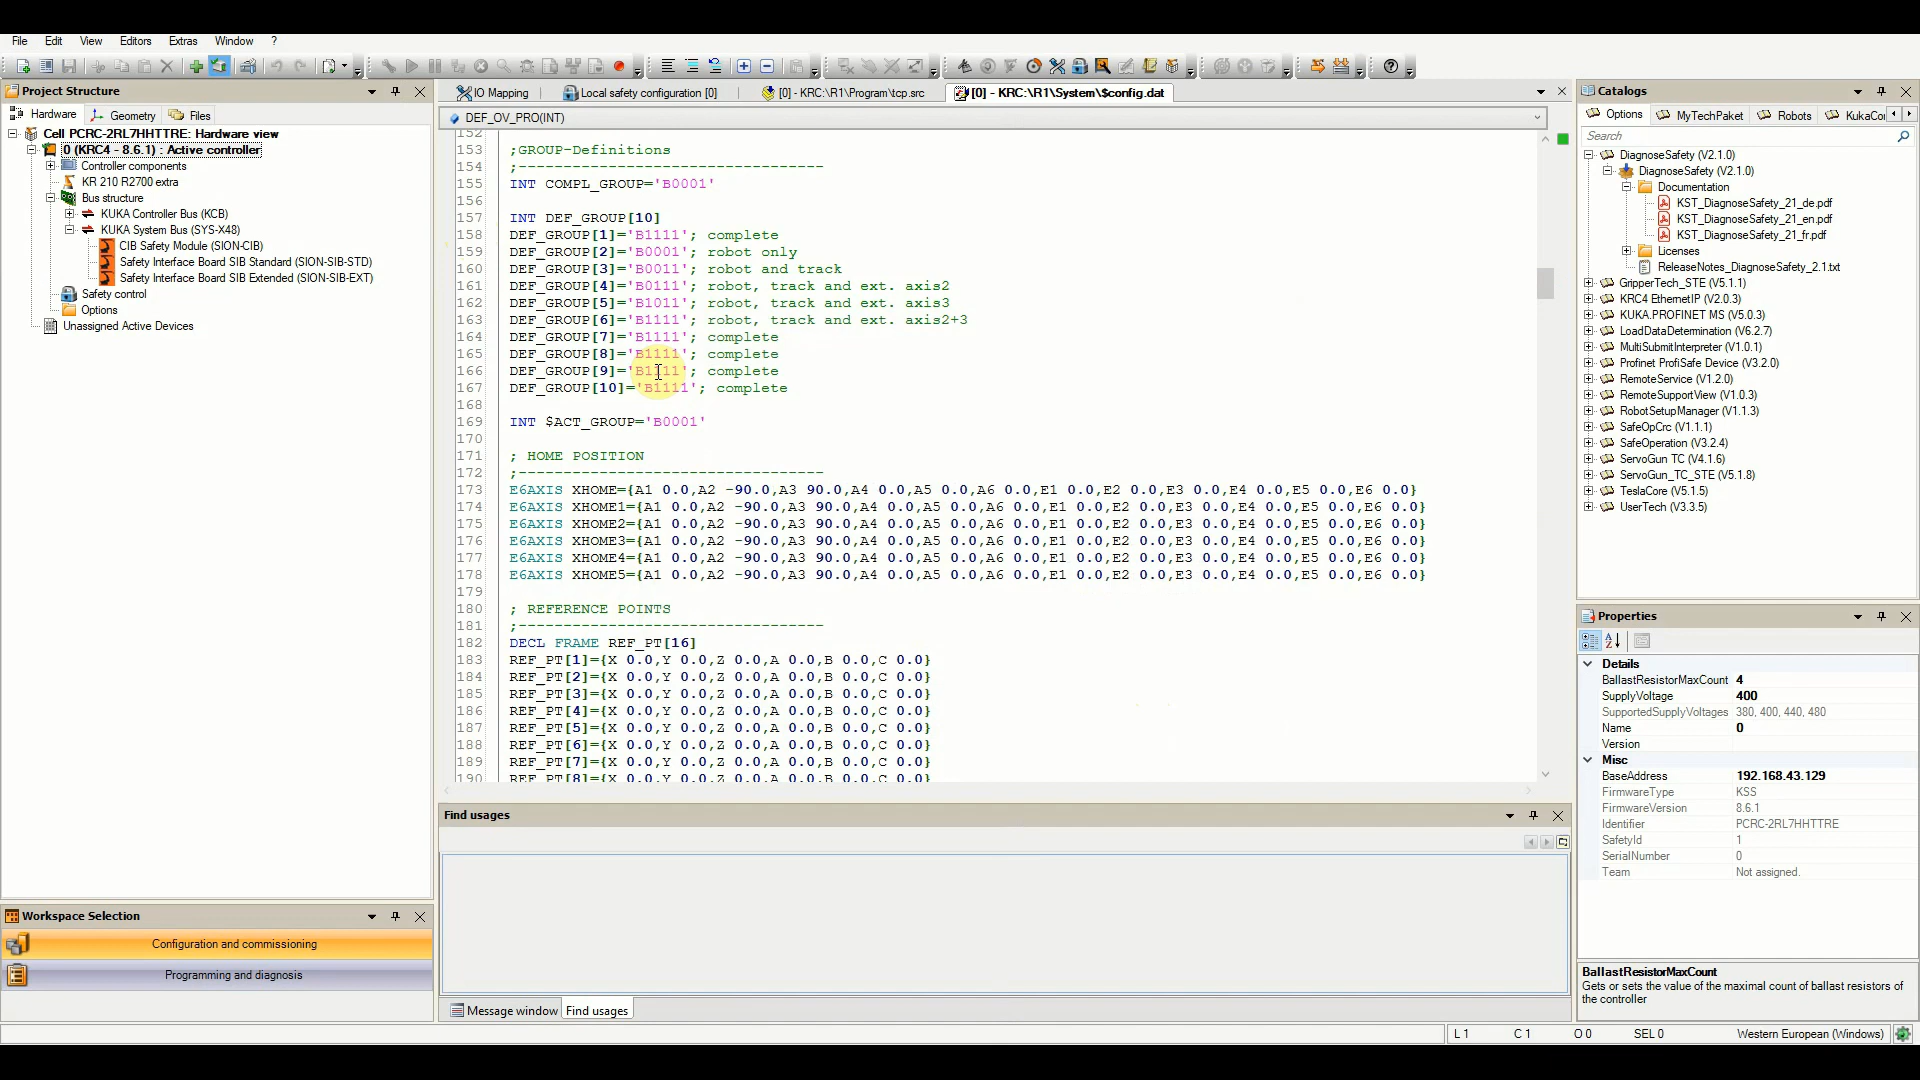 File Edit View Editors Extras Window ?
Project Structure
Hardware Geometry Files
Cell PCRC-2RL7HHTTRE: Hardware view
0 (KRC4 - 8.6.1) : Active controller
Controller components
KR 210 R2700 extra
Bus structure
KUKA Controller Bus (KCB)
KUKA System Bus (SYS-X48)
CIB Safety Module (SION-CIB)
Safety Interface Board SIB Standard (SION-SIB-STD)
Safety Interface Board SIB Extended (SION-SIB-EXT)
Safety control
Options
Unassigned Active Devices
Workspace Selection
Configuration and commissioning
Programming and diagnosis
IO Mapping Local safety configuration [0] [0] - KRC:\R1\Program\tcp.src [0] - KRC:\R1\System\$config.dat
DEF_OV_PRO(INT)
152
153 ;GROUP-Definitions
154 ;----------------------------------
155 INT COMPL_GROUP='B0001'
156
157 INT DEF_GROUP[10]
158 DEF_GROUP[1]='B1111'; complete
159 DEF_GROUP[2]='B0001'; robot only
160 DEF_GROUP[3]='B0011'; robot and track
161 DEF_GROUP[4]='B0111'; robot, track and ext. axis2
162 DEF_GROUP[5]='B1011'; robot, track and ext. axis3
163 DEF_GROUP[6]='B1111'; robot, track and ext. axis2+3
164 DEF_GROUP[7]='B1111'; complete
165 DEF_GROUP[8]='B1111'; complete
166 DEF_GROUP[9]='B1111'; complete
167 DEF_GROUP[10]='B1111'; complete
168
169 INT $ACT_GROUP='B0001'
170
171 ; HOME POSITION
172 ;----------------------------------
173 E6AXIS XHOME={A1 0.0,A2 -90.0,A3 90.0,A4 0.0,A5 0.0,A6 0.0,E1 0.0,E2 0.0,E3 0.0,E4 0.0,E5 0.0,E6 0.0}
174 E6AXIS XHOME1={A1 0.0,A2 -90.0,A3 90.0,A4 0.0,A5 0.0,A6 0.0,E1 0.0,E2 0.0,E3 0.0,E4 0.0,E5 0.0,E6 0.0}
175 E6AXIS XHOME2={A1 0.0,A2 -90.0,A3 90.0,A4 0.0,A5 0.0,A6 0.0,E1 0.0,E2 0.0,E3 0.0,E4 0.0,E5 0.0,E6 0.0}
176 E6AXIS XHOME3={A1 0.0,A2 -90.0,A3 90.0,A4 0.0,A5 0.0,A6 0.0,E1 0.0,E2 0.0,E3 0.0,E4 0.0,E5 0.0,E6 0.0}
177 E6AXIS XHOME4={A1 0.0,A2 -90.0,A3 90.0,A4 0.0,A5 0.0,A6 0.0,E1 0.0,E2 0.0,E3 0.0,E4 0.0,E5 0.0,E6 0.0}
178 E6AXIS XHOME5={A1 0.0,A2 -90.0,A3 90.0,A4 0.0,A5 0.0,A6 0.0,E1 0.0,E2 0.0,E3 0.0,E4 0.0,E5 0.0,E6 0.0}
179
180 ; REFERENCE POINTS
181 ;----------------------------------
182 DECL FRAME REF_PT[16]
183 REF_PT[1]={X 0.0,Y 0.0,Z 0.0,A 0.0,B 0.0,C 0.0}
184 REF_PT[2]={X 0.0,Y 0.0,Z 0.0,A 0.0,B 0.0,C 0.0}
185 REF_PT[3]={X 0.0,Y 0.0,Z 0.0,A 0.0,B 0.0,C 0.0}
186 REF_PT[4]={X 0.0,Y 0.0,Z 0.0,A 0.0,B 0.0,C 0.0}
187 REF_PT[5]={X 0.0,Y 0.0,Z 0.0,A 0.0,B 0.0,C 0.0}
188 REF_PT[6]={X 0.0,Y 0.0,Z 0.0,A 0.0,B 0.0,C 0.0}
189 REF_PT[7]={X 0.0,Y 0.0,Z 0.0,A 0.0,B 0.0,C 0.0}
190 REF_PT[8]={X 0.0,Y 0.0,Z 0.0,A 0.0,B 0.0,C 0.0}
Find usages
Message window Find usages
Catalogs
Options MyTechPaket Robots KukaCo
Search
DiagnoseSafety (V2.1.0)
DiagnoseSafety (V2.1.0)
Documentation
KST_DiagnoseSafety_21_de.pdf
KST_DiagnoseSafety_21_en.pdf
KST_DiagnoseSafety_21_fr.pdf
Licenses
ReleaseNotes_DiagnoseSafety_2.1.txt
GripperTech_STE (V5.1.1)
KRC4 EthernetIP (V2.0.3)
KUKA.PROFINET MS (V5.0.3)
LoadDataDetermination (V6.2.7)
MultiSubmitInterpreter (V1.0.1)
Profinet ProfiSafe Device (V3.2.0)
RemoteService (V1.2.0)
RemoteSupportView (V1.0.3)
RobotSetupManager (V1.1.3)
SafeOpCrc (V1.1.1)
SafeOperation (V3.2.4)
ServoGun TC (V4.1.6)
ServoGun_TC_STE (V5.1.8)
TeslaCore (V5.1.5)
UserTech (V3.3.5)
Properties
Details
BallastResistorMaxCount 4
SupplyVoltage 400
SupportedSupplyVoltages 380, 400, 440, 480
Name 0
Version
Misc
BaseAddress 192.168.43.129
FirmwareType KSS
FirmwareVersion 8.6.1
Identifier PCRC-2RL7HHTTRE
SafetyId 1
SerialNumber 0
Team Not assigned.
BallastResistorMaxCount
Gets or sets the value of the maximal count of ballast resistors of
the controller
L 1 C 1 O 0 SEL 0 Western European (Windows)